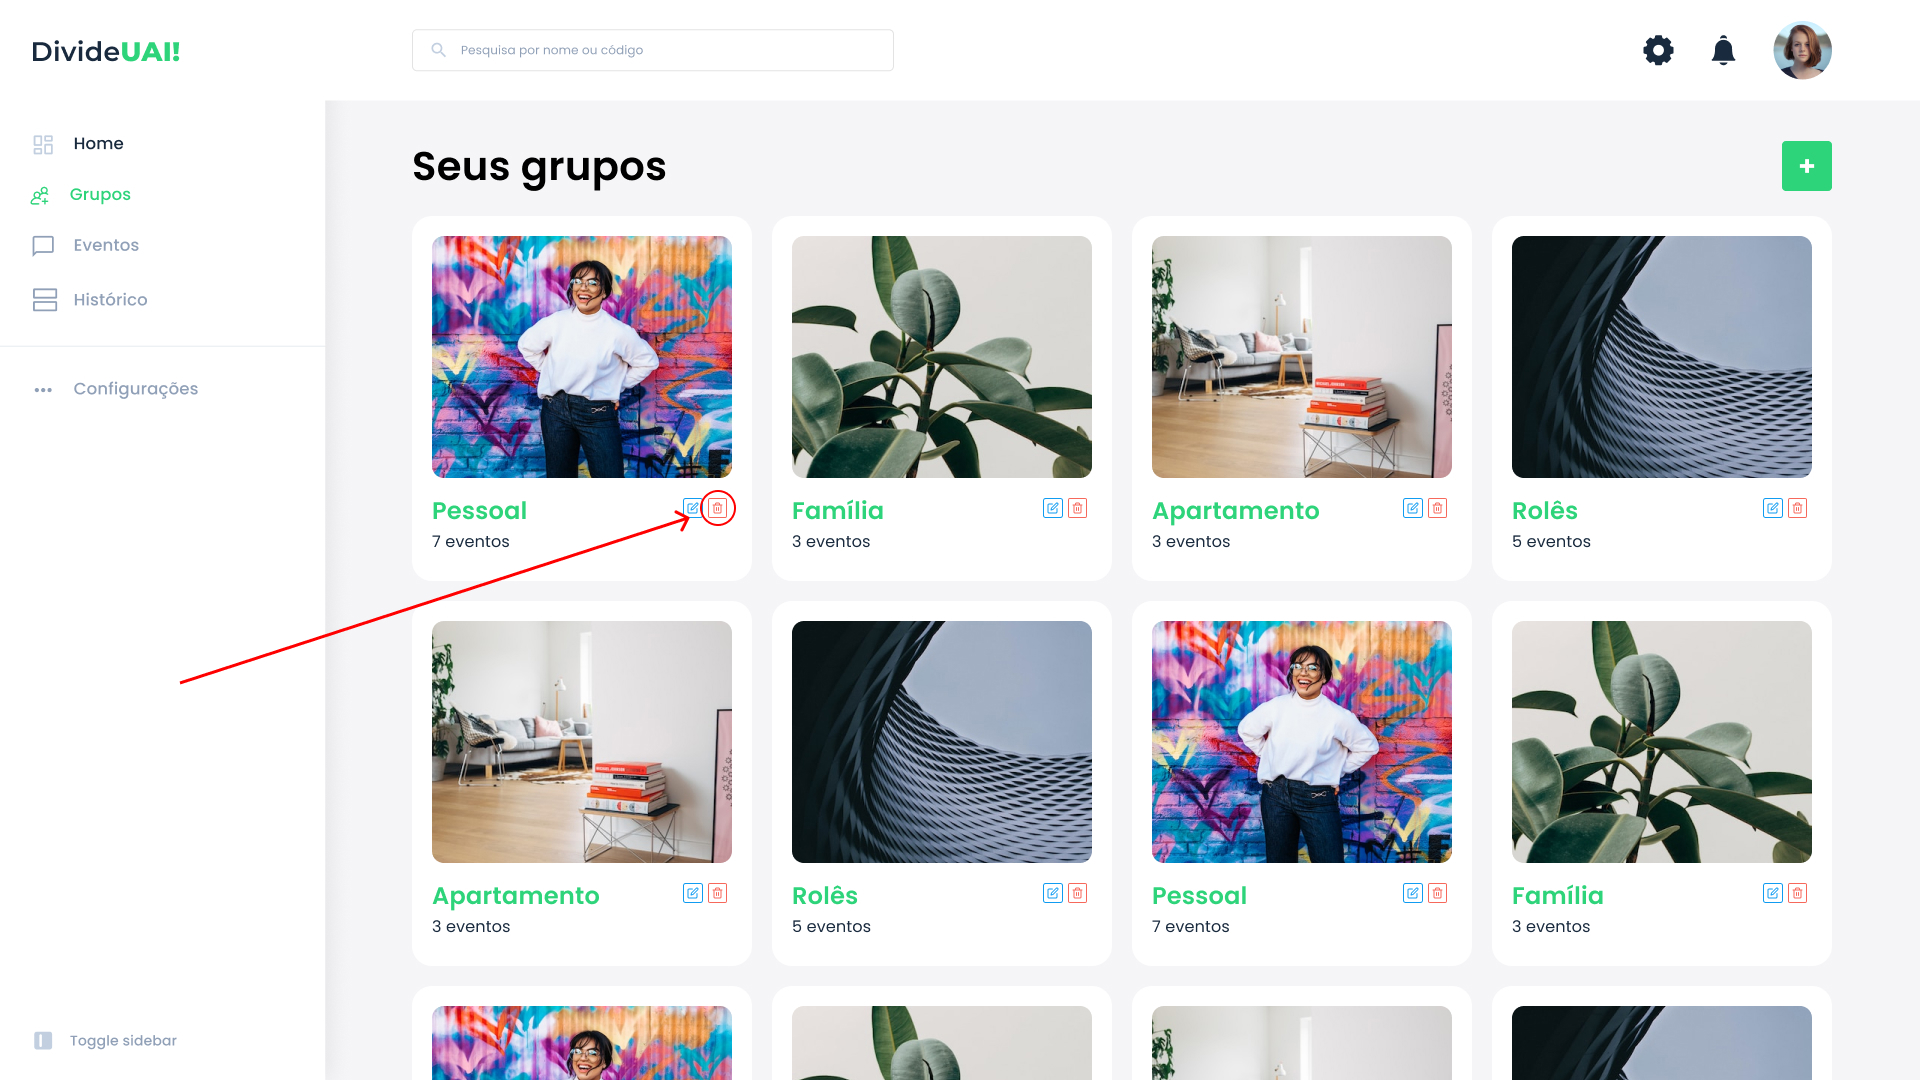 DivideUAI!
Pesquisa por nome ou código
Home
Grupos
Eventos
Histórico
Configurações
Toggle sidebar
Seus grupos
+
Pessoal
7 eventos
Família
3 eventos
Apartamento
3 eventos
Rolês
5 eventos
Apartamento
3 eventos
Rolês
5 eventos
Pessoal
7 eventos
Família
3 eventos